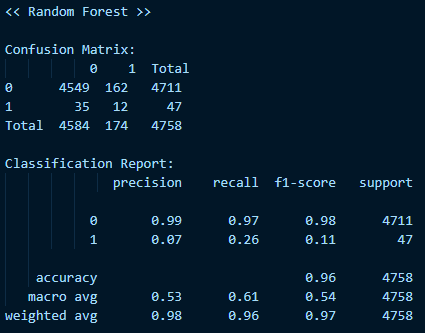 << Random Forest >>
Confusion Matrix:
0 1 Total
0 4549 162 4711
1 35 12 47
Total 4584 174 4758
Classification Report:
precision recall f1-score support
0 0.99 0.97 0.98 4711
1 0.07 0.26 0.11 47
accuracy 0.96 4758
macro avg 0.53 0.61 0.54 4758
weighted avg 0.98 0.96 0.97 4758